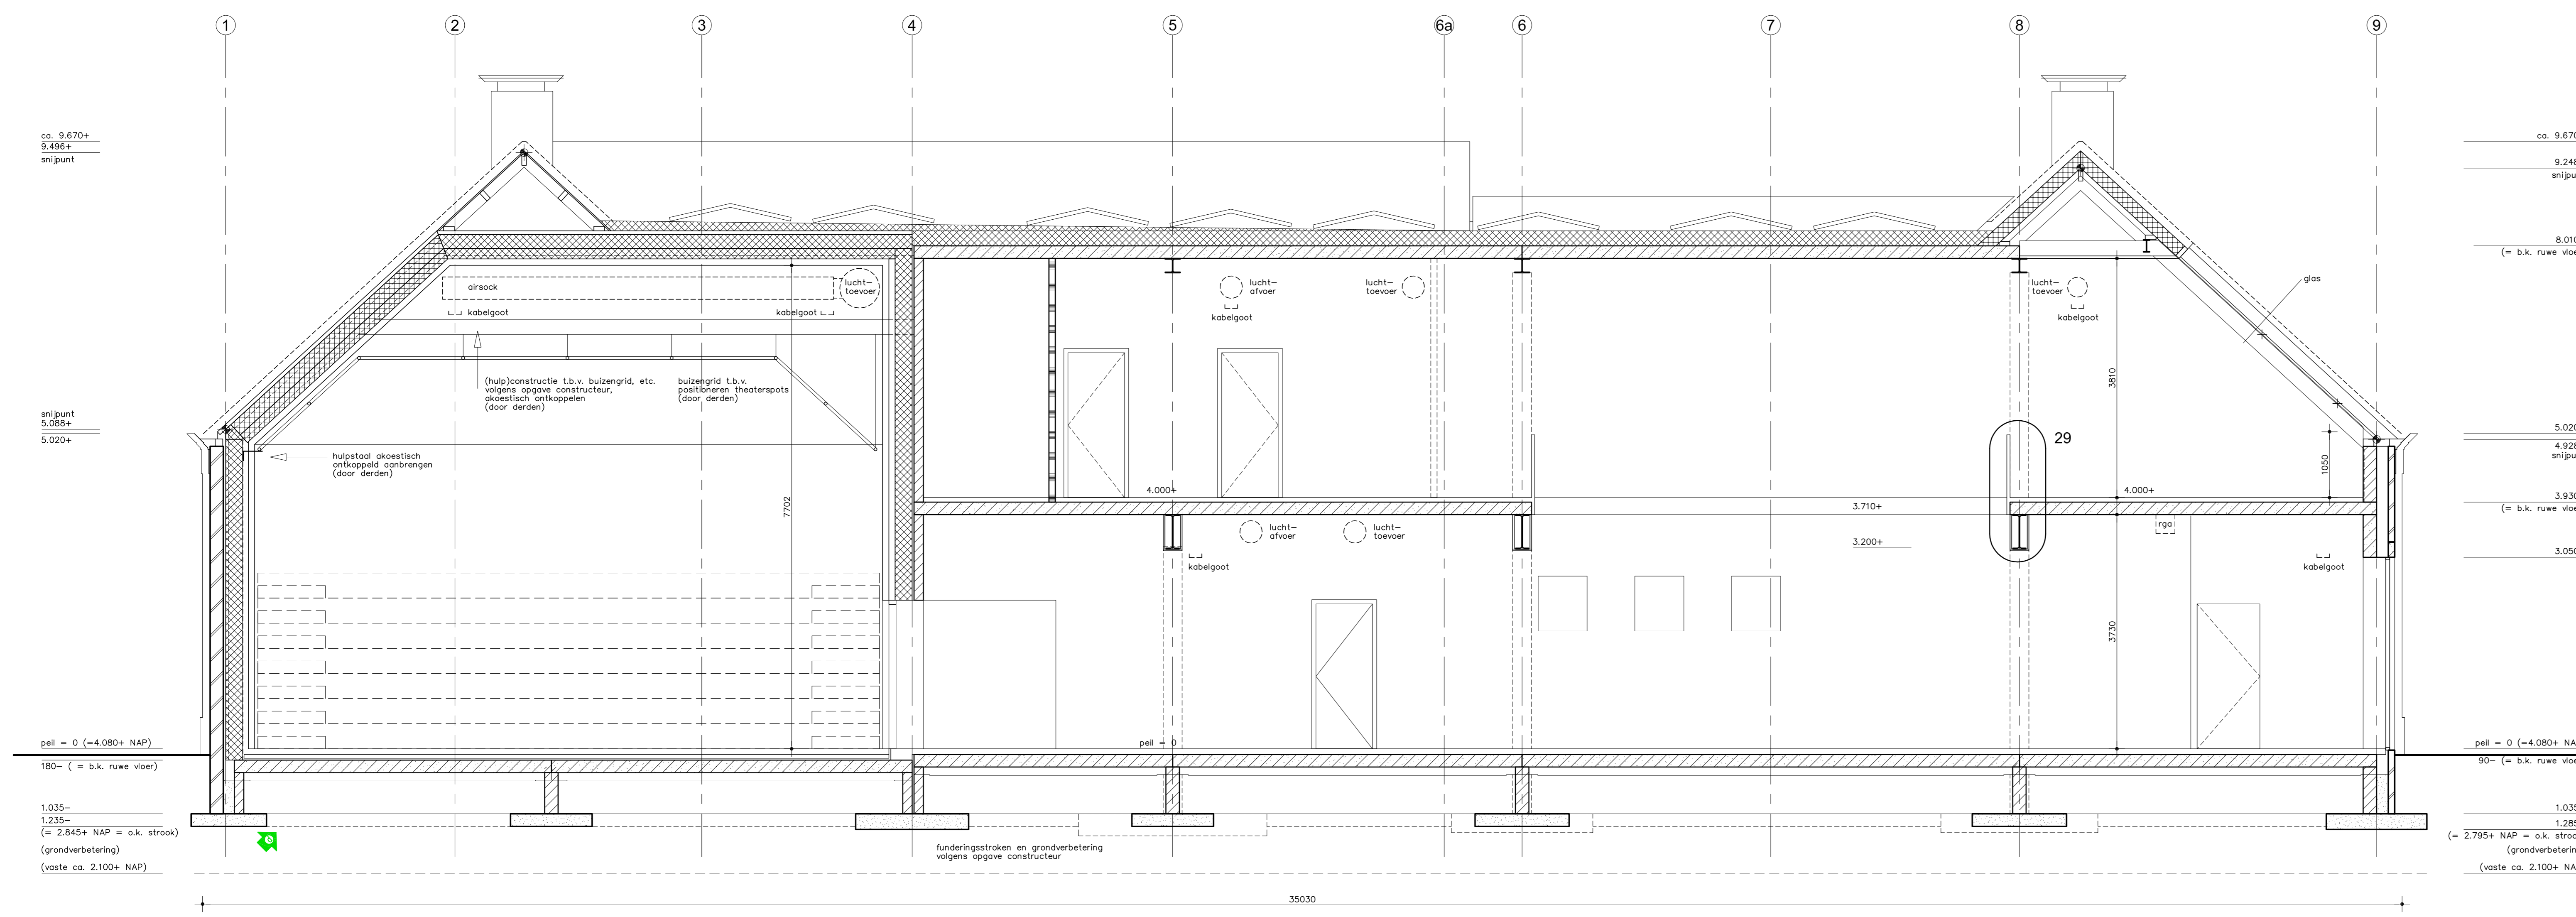 1
2
3
4
5
6a
6
7
8
9
ca. 9.670+
9.496+
snijpunt
snijpunt
5.088+
5.020+
peil = 0 (=4.080+ NAP)
180- ( = b.k. ruwe vloer)
1.035-
1.235-
(= 2.845+ NAP = o.k. strook)
(grondverbetering)
(vaste ca. 2.100+ NAP)
airsock
lucht-
toevoer
kabelgoot
kabelgoot
(hulp)constructie t.b.v. buizengrid, etc.
volgens opgave constructeur,
akoestisch ontkoppelen
(door derden)
buizengrid t.b.v.
positioneren theaterspots
(door derden)
hulpstaal akoestisch
ontkoppeld aanbrengen
(door derden)
7702
lucht-
afvoer
kabelgoot
lucht-
toevoer
lucht-
toevoer
kabelgoot
glas
3810
29
1050
4.000+
4.000+
3.710+
3.200+
lucht-
afvoer
lucht-
toevoer
kabelgoot
rga
kabelgoot
3730
peil = 0
funderingsstroken en grondverbetering
volgens opgave constructeur
35030
ca. 9.670
9.248
snijpu
8.010
(= b.k. ruwe vloe
5.020
4.928
snijpu
3.930
(= b.k. ruwe vloe
3.050
peil = 0 (=4.080+ NA
90- (= b.k. ruwe vloe
1.035
1.285
(= 2.795+ NAP = o.k. stroo
(grondverbeterin
(vaste ca. 2.100+ NA